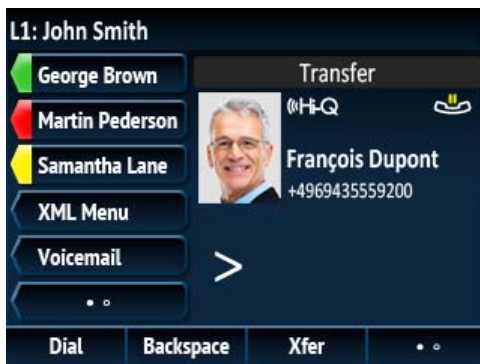 L1: John Smith
George Brown
Martin Pederson
Samantha Lane
XML Menu
Voicemail
Transfer
Hi-Q
François Dupont
+4969435559200
>
Dial Backspace Xfer